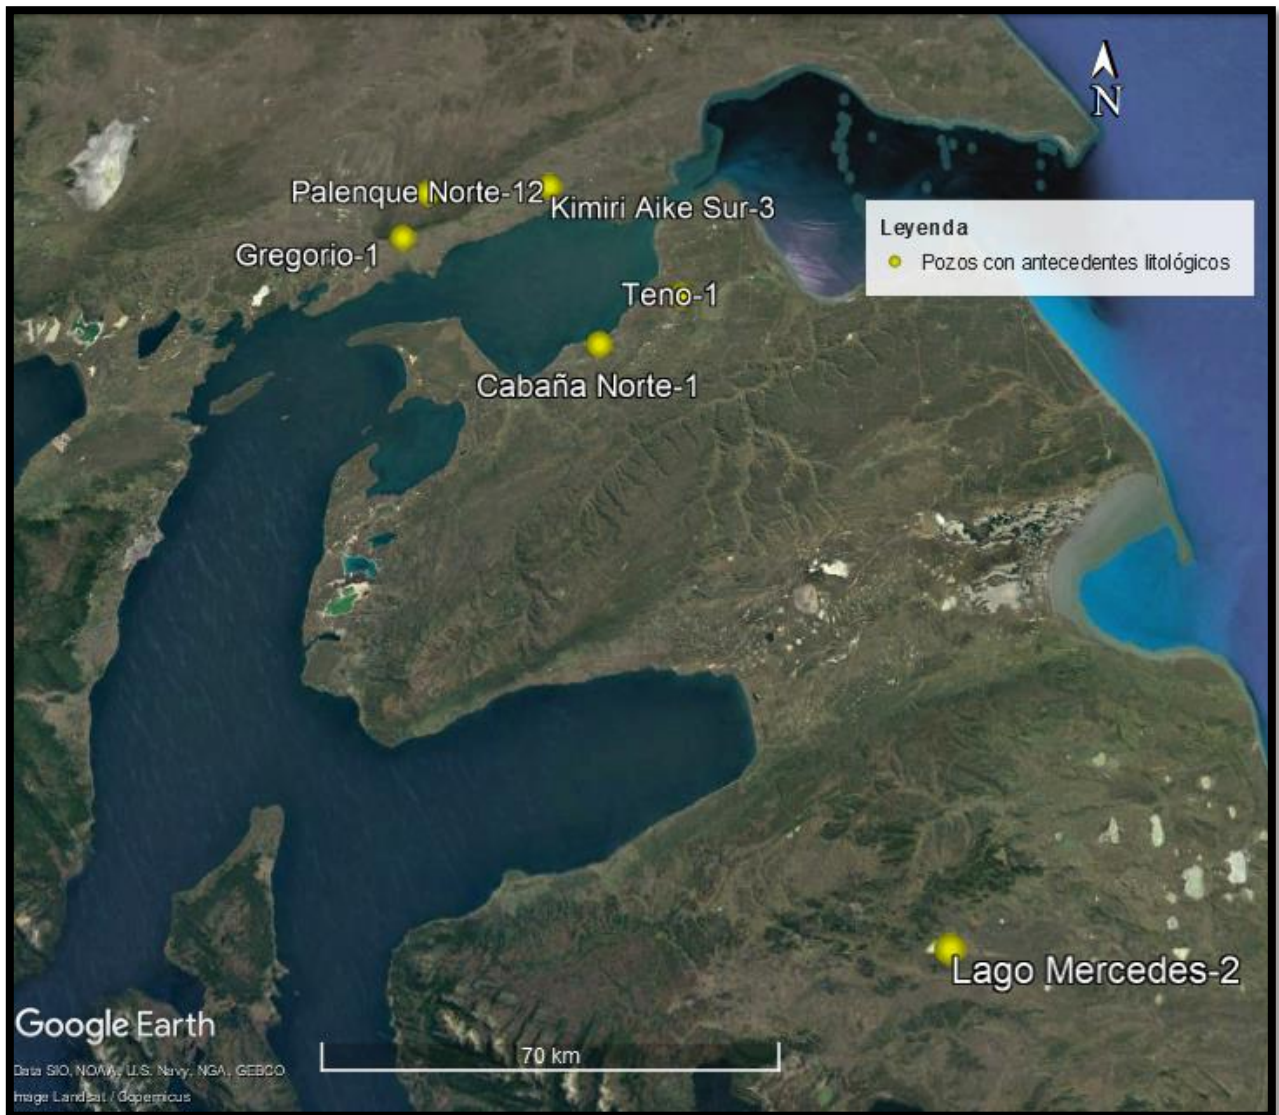 N
Palenque Norte-12
Kimiri Aike Sur-3
Leyenda
Pozos con antecedentes litológicos
Gregorio-1
Teno-1
Cabaña Norte-1
Lago Mercedes-2
Google Earth
70 km
Data SIO, NOAA, U.S. Navy, NGA, GEBCO
Image Landsat / Copernicus